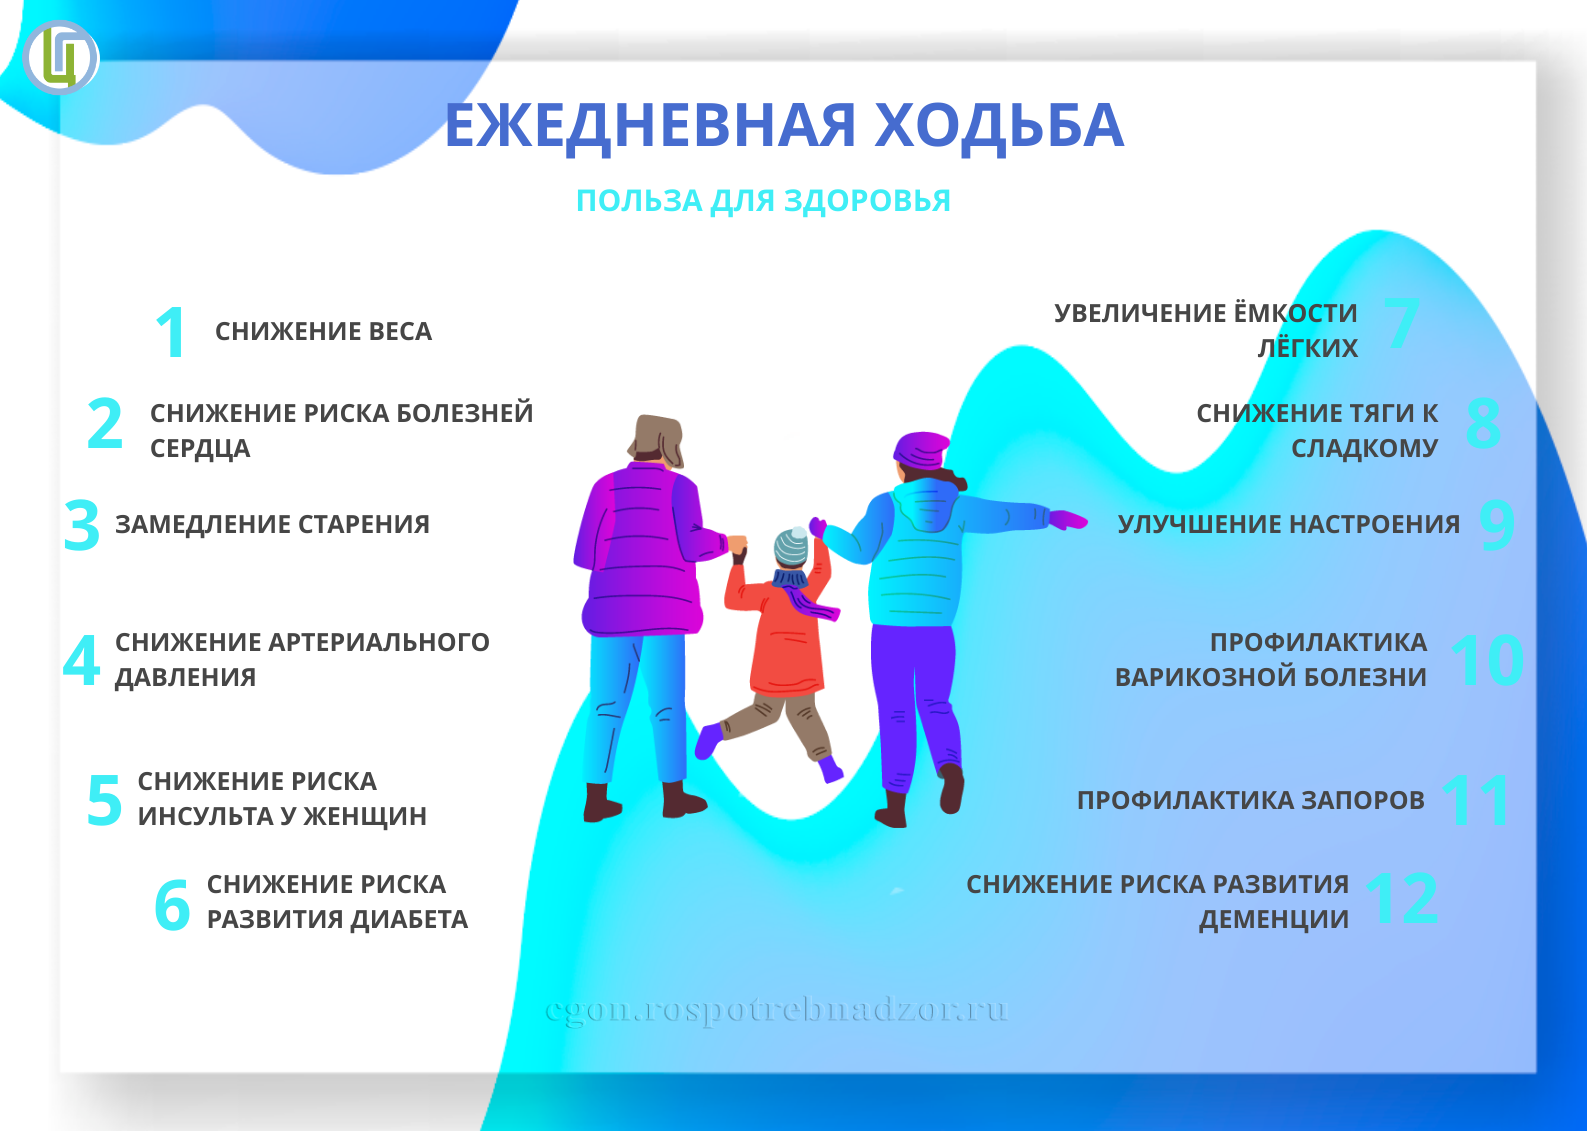 ЕЖЕДНЕВНАЯ ХОДЬБА
ПОЛЬЗА ДЛЯ ЗДОРОВЬЯ
1 СНИЖЕНИЕ ВЕСА
2 СНИЖЕНИЕ РИСКА БОЛЕЗНЕЙ
СЕРДЦА
3 ЗАМЕДЛЕНИЕ СТАРЕНИЯ
4 СНИЖЕНИЕ АРТЕРИАЛЬНОГО
ДАВЛЕНИЯ
5 СНИЖЕНИЕ РИСКА
ИНСУЛЬТА У ЖЕНЩИН
6 СНИЖЕНИЕ РИСКА
РАЗВИТИЯ ДИАБЕТА
УВЕЛИЧЕНИЕ ЁМКОСТИ 7
ЛЁГКИХ
СНИЖЕНИЕ ТЯГИ К 8
СЛАДКОМУ
УЛУЧШЕНИЕ НАСТРОЕНИЯ 9
ПРОФИЛАКТИКА 10
ВАРИКОЗНОЙ БОЛЕЗНИ
ПРОФИЛАКТИКА ЗАПОРОВ 11
СНИЖЕНИЕ РИСКА РАЗВИТИЯ 12
ДЕМЕНЦИИ
cgon.rospotrebnadzor.ru